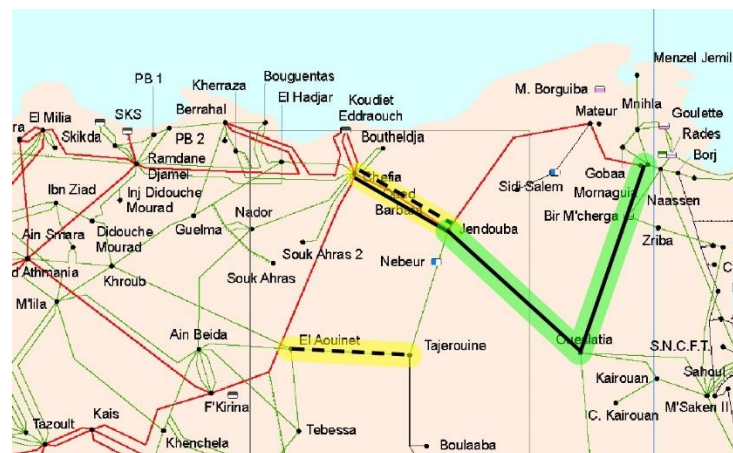 Menzel Jemil
PB 1
Kherraza
Bouguentas
M. Borguiba
El Milia
SKS
Berrahal
El Hadjar
Koudiet
Eddraouch
Mateur
Mnihla
Goulette
ra
Skikda
PB 2
Boutheldja
Rades
Ramdane
Djamel
Gobaa
Borj
Ibn Ziad
Inj Didouche
Mourad
Sidi-Salem
Mornaguia
Naassen
Barbara
Bir M'cherga
Ain Smara
Didouche
Mourad
Guelma
Nador
Jendouba
Zriba
Souk Ahras 2
Nebeur
d Athmania
Khroub
Souk Ahras
C
M'lila
Ain Beida
El Aouinet
Tajerouine
Oueslatia
S.N.C.F.T.
Kairouan
Sahoul
F'Kirina
C. Kairouan
M'Saken II
Tazoult
Kais
Khenchela
Tebessa
Boulaaba